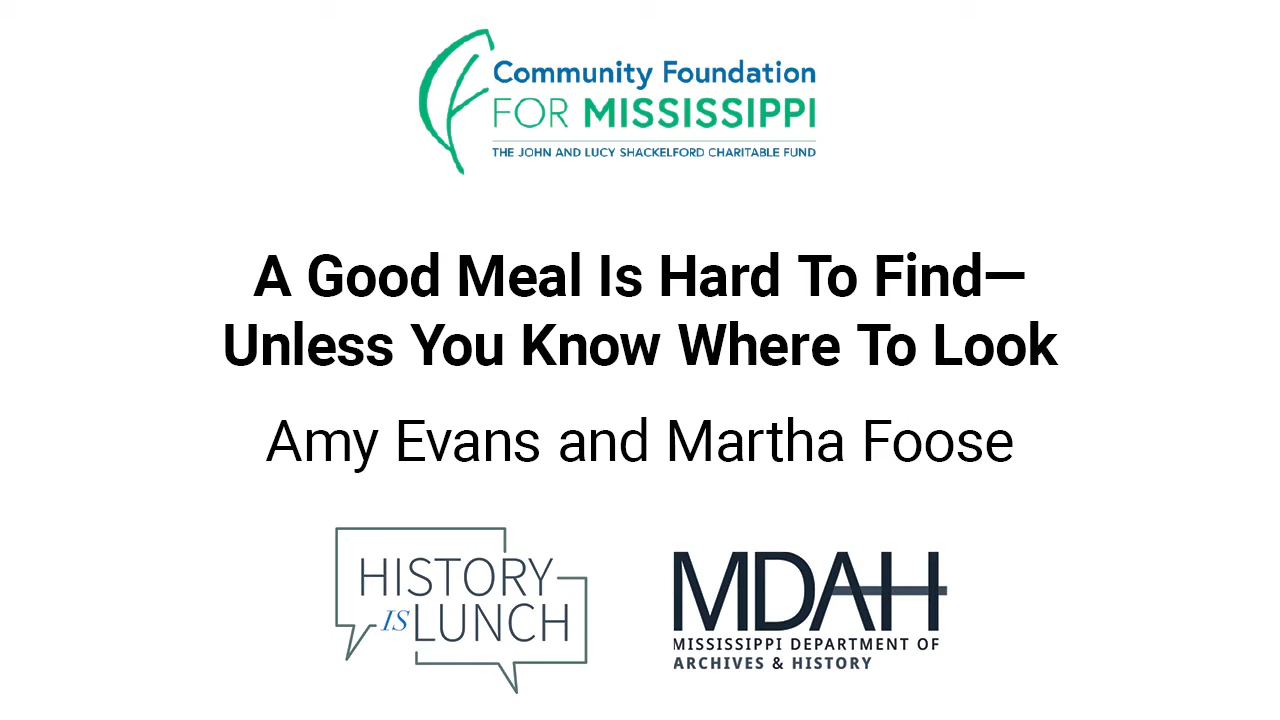 Community Foundation
FOR MISSISSIPPI
THE JOHN AND LUCY SHACKELFORD CHARITABLE FUND
A Good Meal Is Hard To Find—
Unless You Know Where To Look
Amy Evans and Martha Foose
HISTORY
IS LUNCH
MDAH
MISSISSIPPI DEPARTMENT OF
ARCHIVES & HISTORY